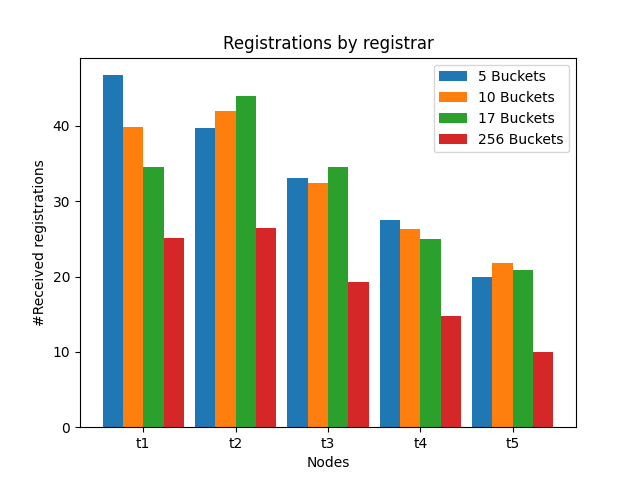 Registrations by registrar
5 Buckets
10 Buckets
17 Buckets
256 Buckets
#Received registrations
40
30
20
10
0
t1 t2 t3 t4 t5
Nodes